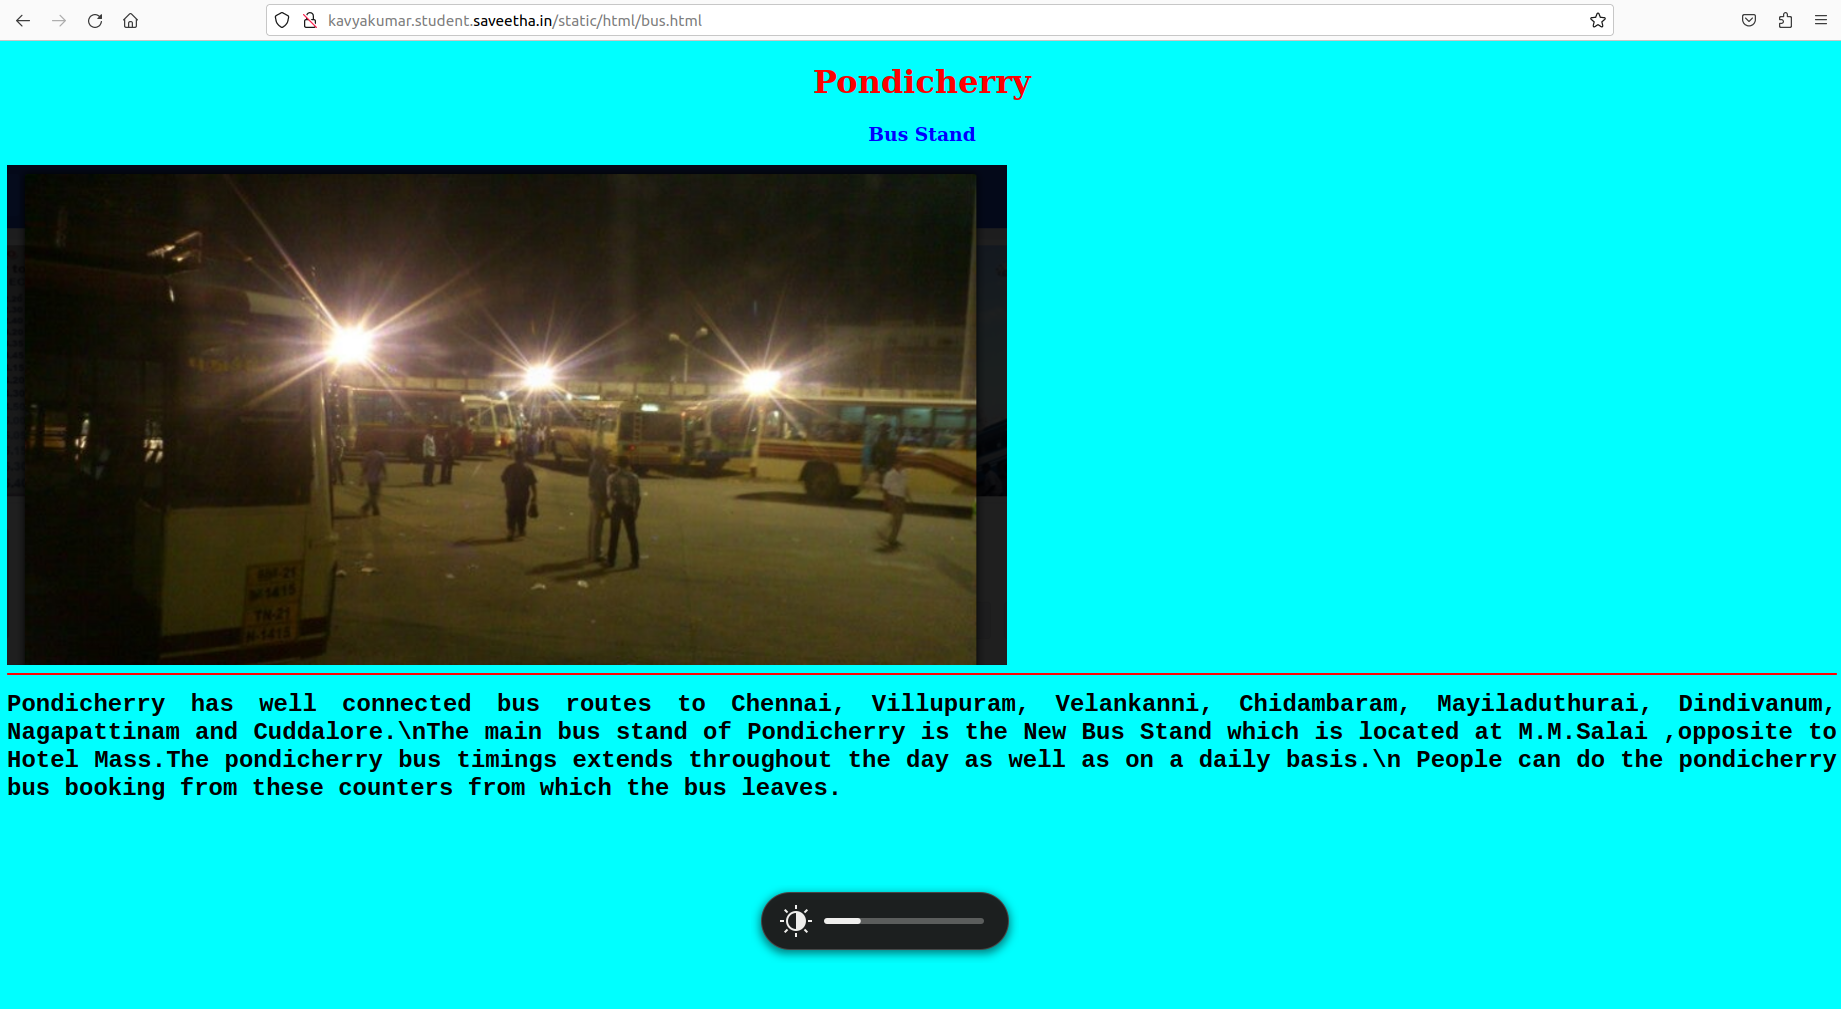 kavyakumar.student.saveetha.in/static/html/bus.html
Pondicherry
Bus Stand
TN-21
N-1415
Pondicherry has well connected bus routes to Chennai, Villupuram, Velankanni, Chidambaram, Mayiladuthurai, Dindivanum,
Nagapattinam and Cuddalore.\nThe main bus stand of Pondicherry is the New Bus Stand which is located at M.M.Salai ,opposite to
Hotel Mass.The pondicherry bus timings extends throughout the day as well as on a daily basis.\n People can do the pondicherry
bus booking from these counters from which the bus leaves.